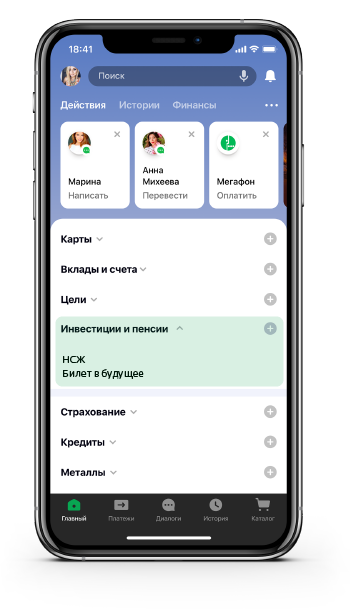 18:41
Поиск
Действия Истории Финансы
Марина
Написать
Анна
Михеева
Перевести
Мегафон
Оплатить
Карты
Вклады и счета
Цели
Инвестиции и пенсии
НСЖ
Билет в будущее
Страхование
Кредиты
Металлы
Главный Платежи Диалоги История Каталог